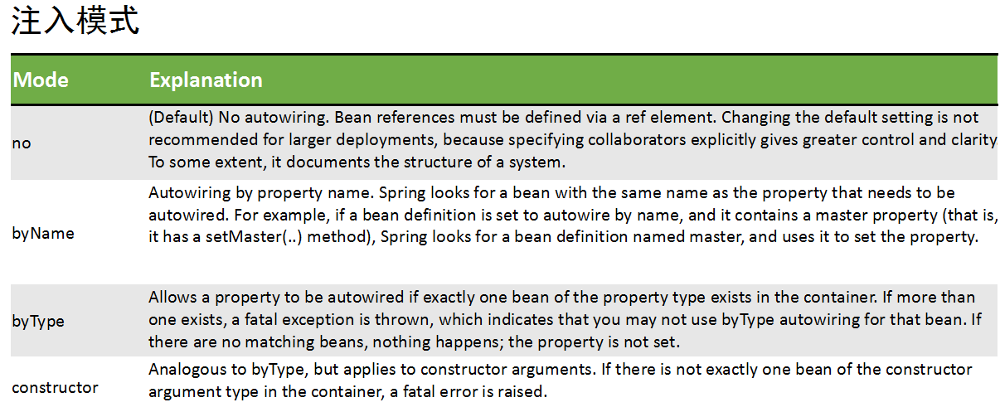 注入模式
Mode Explanation
(Default) No autowiring. Bean references must be defined via a ref element. Changing the default setting is not
no recommended for larger deployments, because specifying collaborators explicitly gives greater control and clarity.
To some extent, it documents the structure of a system.
Autowiring by property name. Spring looks for a bean with the same name as the property that needs to be
autowired. For example, if a bean definition is set to autowire by name, and it contains a master property (that is,
byName it has a setMaster(..) method), Spring looks for a bean definition named master, and uses it to set the property.
Allows a property to be autowired if exactly one bean of the property type exists in the container. If more than
byType one exists, a fatal exception is thrown, which indicates that you may not use byType autowiring for that bean. If
there are no matching beans, nothing happens; the property is not set.
Analogous to byType, but applies to constructor arguments. If there is not exactly one bean of the constructor
constructor argument type in the container, a fatal error is raised.